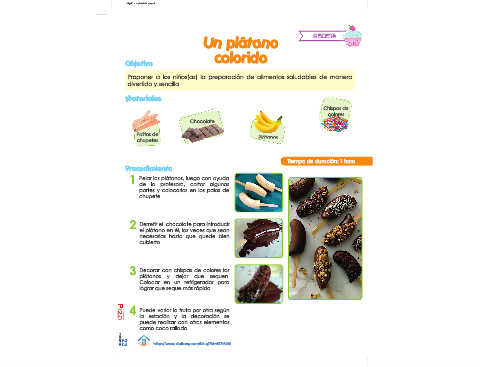 RECETA
Un plátano
colorido
Objetivo
Proponer a los niños(as) la preparación de alimentos saludables de manera
divertida y sencilla
Materiales
Palitos de
chupetes
Chocolate
Plátanos
Chispas de
colores
Tiempo de duración: 1 hora
Procedimiento
1 Pelar los plátanos, luego con ayuda
de la profesora, cortar algunas
partes y colocarlos en los palos de
chupete
2 Derretir el chocolate para introducir
el plátano en él, las veces que sean
necesarias hasta que quede bien
cubierto
3 Decorar con chispas de colores los
plátanos y dejar que sequen.
Colocar en un refrigerador para
lograr que seque más rápido
4 Puede variar la fruta por otra según
la estación y la decoración se
puede realizar con otros elementos
como coco rallado